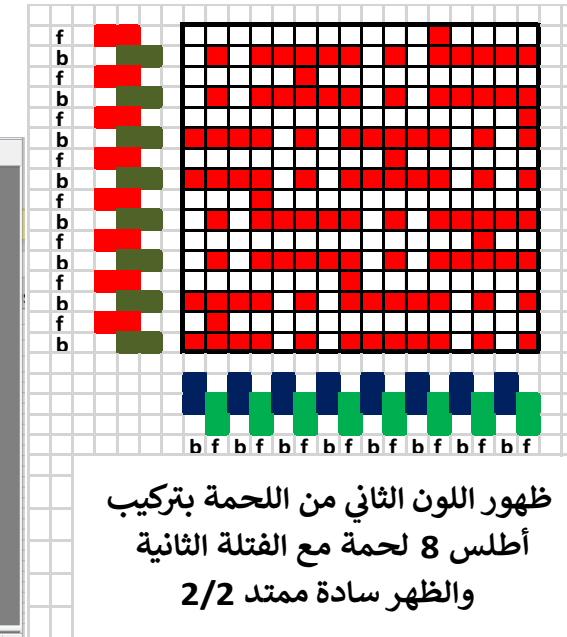 f
b
f
b
f
b
f
b
f
b
f
b
f
b
f
b
b f b f b f b f b f b f b f b f
ظهور اللون الثاني من اللحمة بتركيب
أطلس 8 لحمة مع الفتلة الثانية
والظهر سادة ممتد 2/2